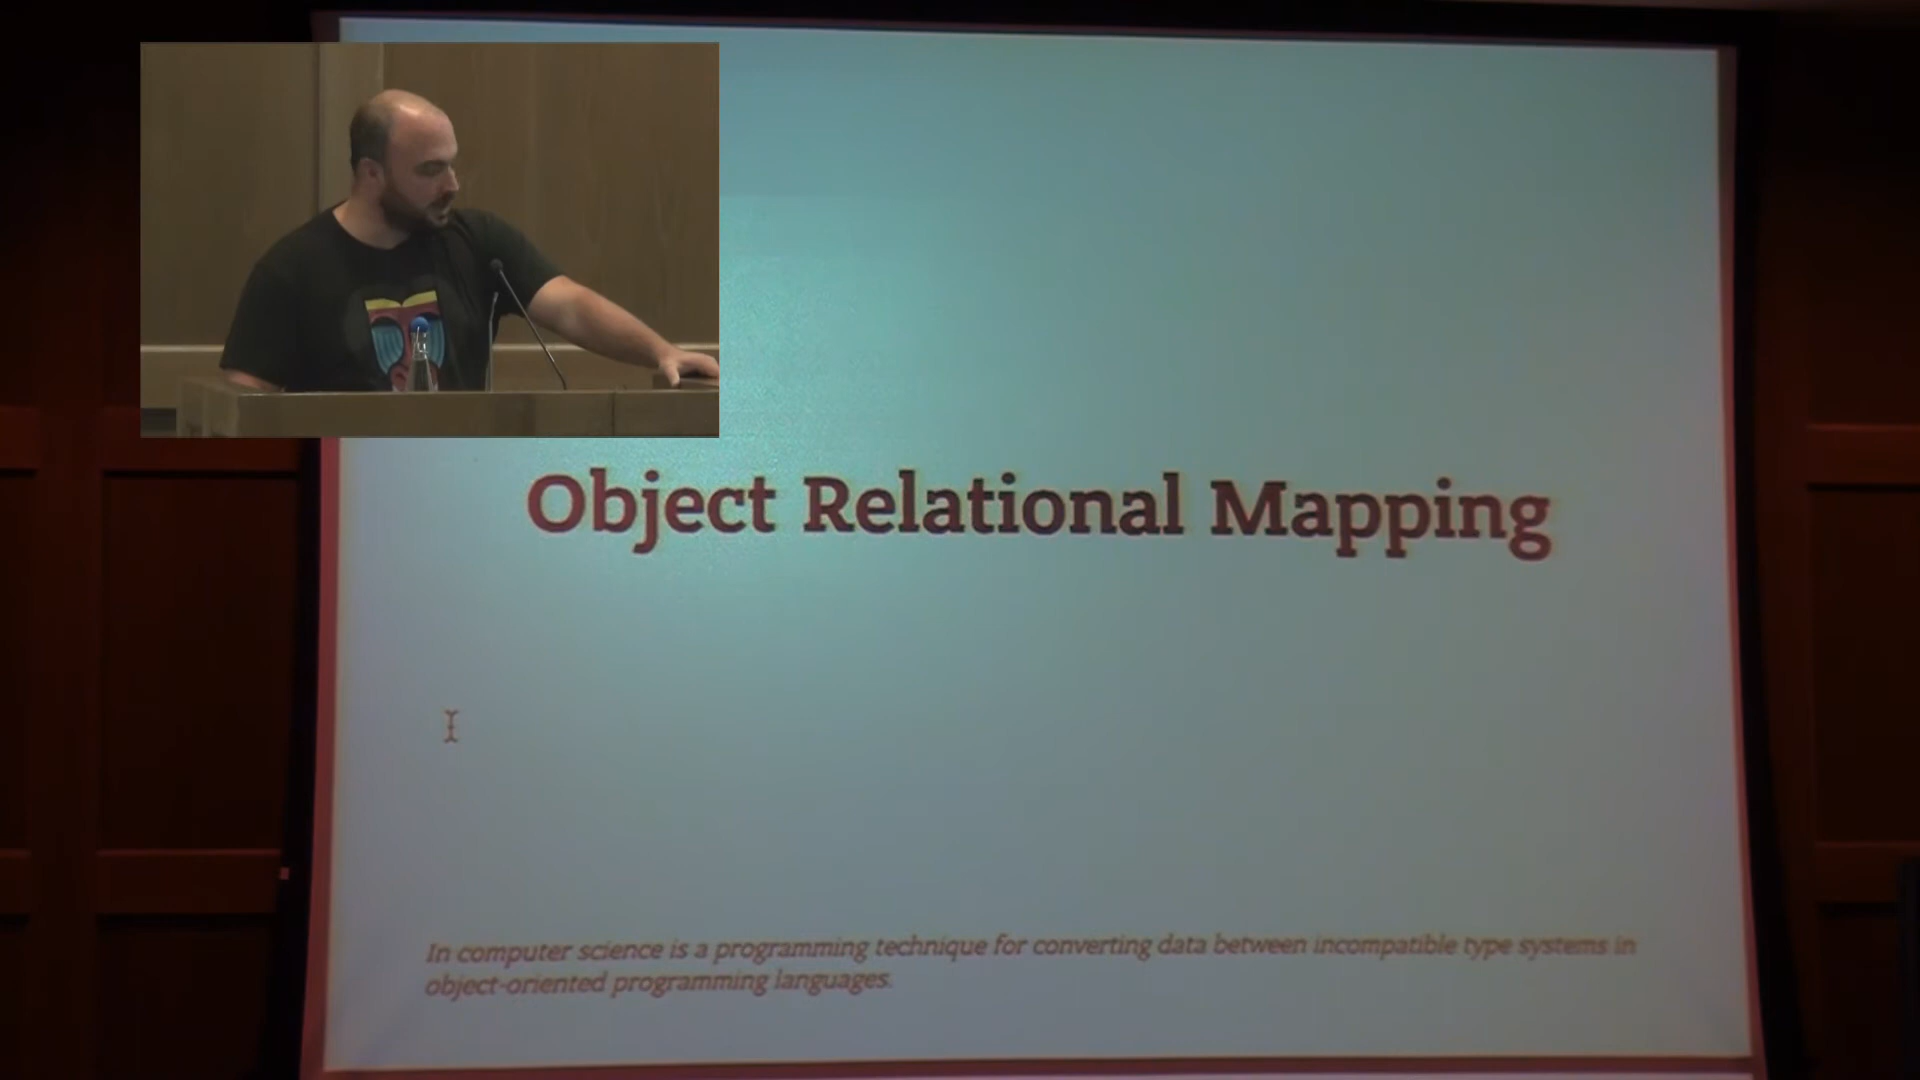 Object Relational Mapping
In computer science is a programming technique for converting data between incompatible type systems in
object-oriented programming languages.